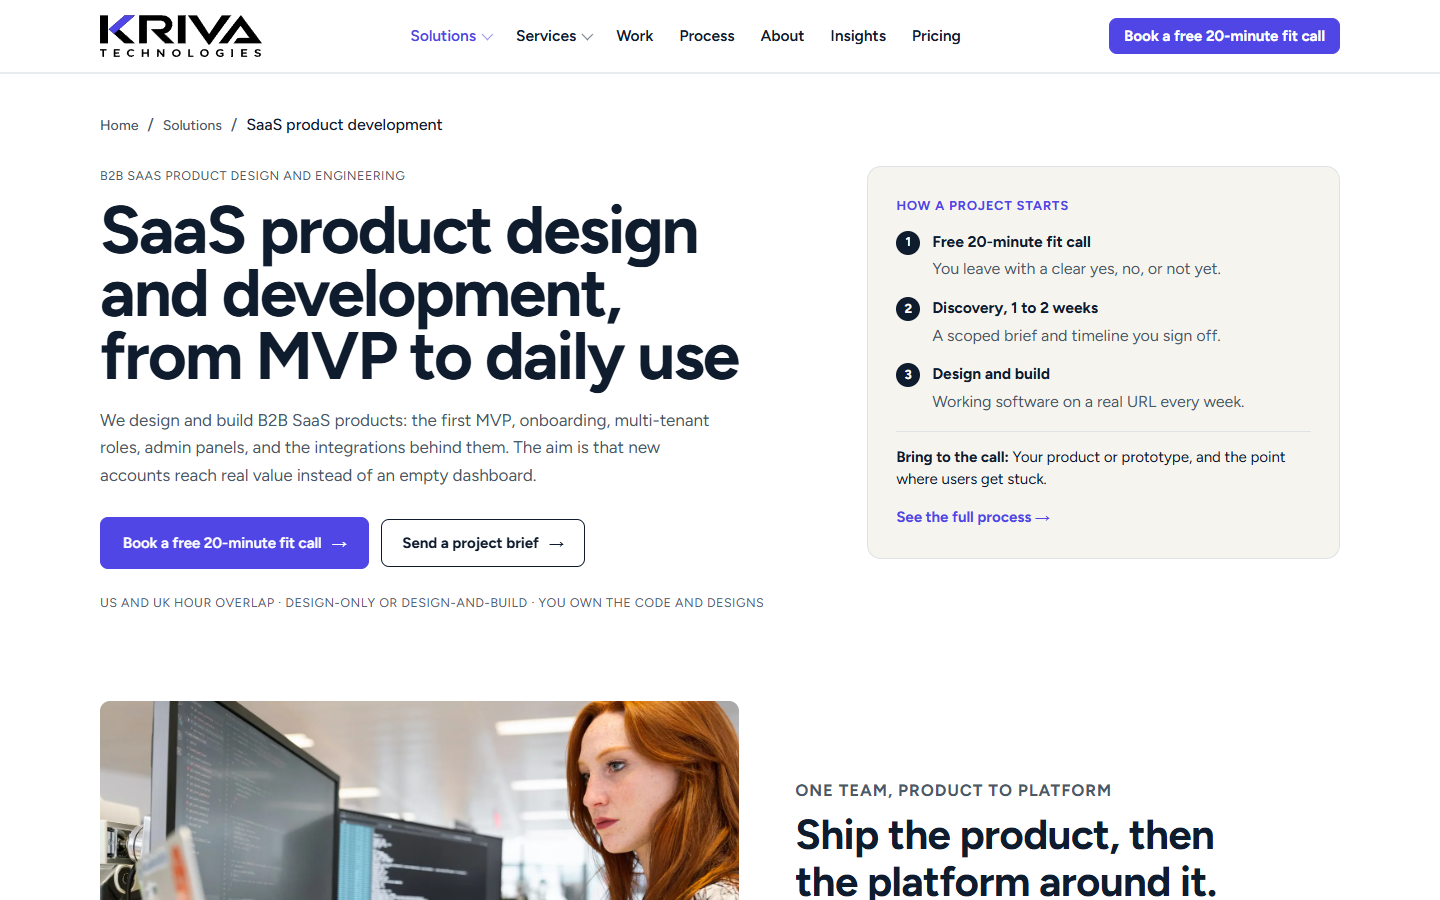 KRIVA
TECHNOLOGIES
Solutions
Services
Work
Process
About
Insights
Pricing
Book a free 20-minute fit call
Home / Solutions / SaaS product development
B2B SAAS PRODUCT DESIGN AND ENGINEERING
SaaS product design
and development,
from MVP to daily use
We design and build B2B SaaS products: the first MVP, onboarding, multi-tenant
roles, admin panels, and the integrations behind them. The aim is that new
accounts reach real value instead of an empty dashboard.
Book a free 20-minute fit call →
Send a project brief →
US AND UK HOUR OVERLAP · DESIGN-ONLY OR DESIGN-AND-BUILD · YOU OWN THE CODE AND DESIGNS
HOW A PROJECT STARTS
1 Free 20-minute fit call
You leave with a clear yes, no, or not yet.
2 Discovery, 1 to 2 weeks
A scoped brief and timeline you sign off.
3 Design and build
Working software on a real URL every week.
Bring to the call: Your product or prototype, and the point
where users get stuck.
See the full process →
ONE TEAM, PRODUCT TO PLATFORM
Ship the product, then
the platform around it.